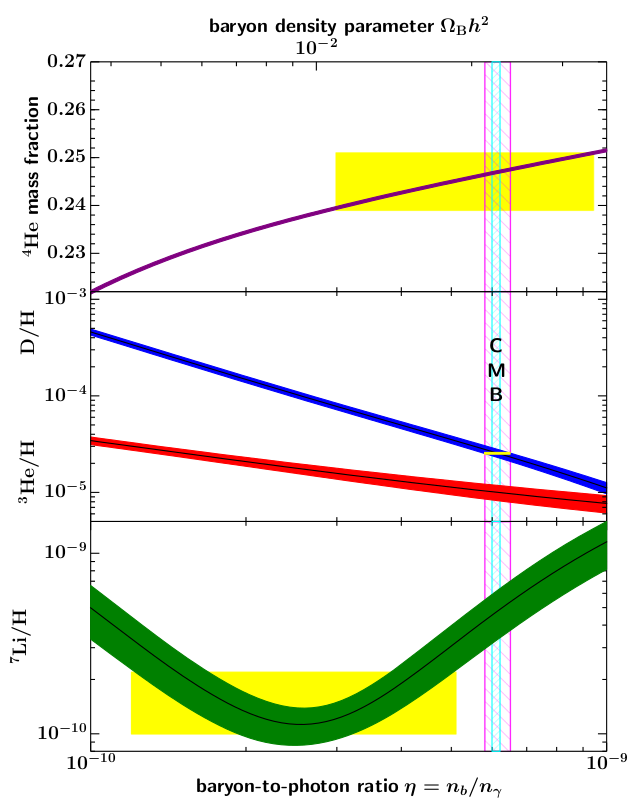 baryon density parameter Ω_B h²
10⁻²
0.27
0.26
0.25
0.24
0.23
⁴He mass fraction
10⁻³
D/H
10⁻⁴
³He/H
10⁻⁵
C
M
B
10⁻⁹
⁷Li/H
10⁻¹⁰
10⁻¹⁰
10⁻⁹
baryon-to-photon ratio η = n_b/n_γ